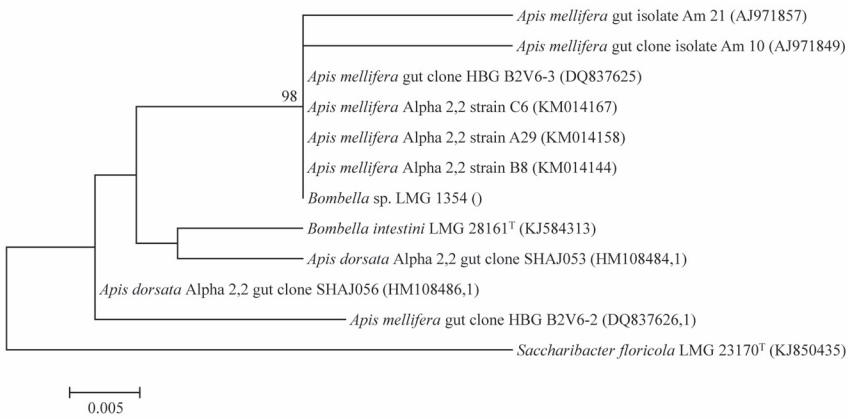 Apis mellifera gut isolate Am 21 (AJ971857)
Apis mellifera gut clone isolate Am 10 (AJ971849)
Apis mellifera gut clone HBG B2V6-3 (DQ837625)
98
Apis mellifera Alpha 2,2 strain C6 (KM014167)
Apis mellifera Alpha 2,2 strain A29 (KM014158)
Apis mellifera Alpha 2,2 strain B8 (KM014144)
Bombella sp. LMG 1354 ()
Bombella intestini LMG 28161ᵀ (KJ584313)
Apis dorsata Alpha 2,2 gut clone SHAJ053 (HM108484,1)
Apis dorsata Alpha 2,2 gut clone SHAJ056 (HM108486,1)
Apis mellifera gut clone HBG B2V6-2 (DQ837626,1)
Saccharibacter floricola LMG 23170ᵀ (KJ850435)
0.005